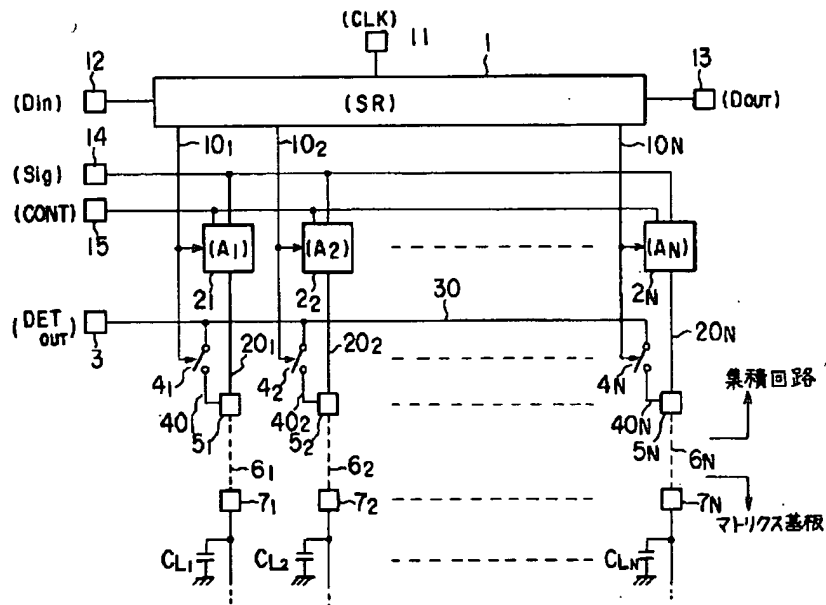 (CLK)
11
1
12
13
(Din)
(SR)
(DOUT)
14
10₁
10₂
10N
(Sig)
(CONT)
15
(A₁)
(A₂)
(AN)
2₁
2₂
2N
30
(DET OUT)
3
20₁
20₂
20N
4₁
4₂
4N
集積回路
40
40₂
40N
5₁
5₂
5N
6₁
6₂
6N
7₁
7₂
7N
マトリクス基板
CL₁
CL₂
CLN